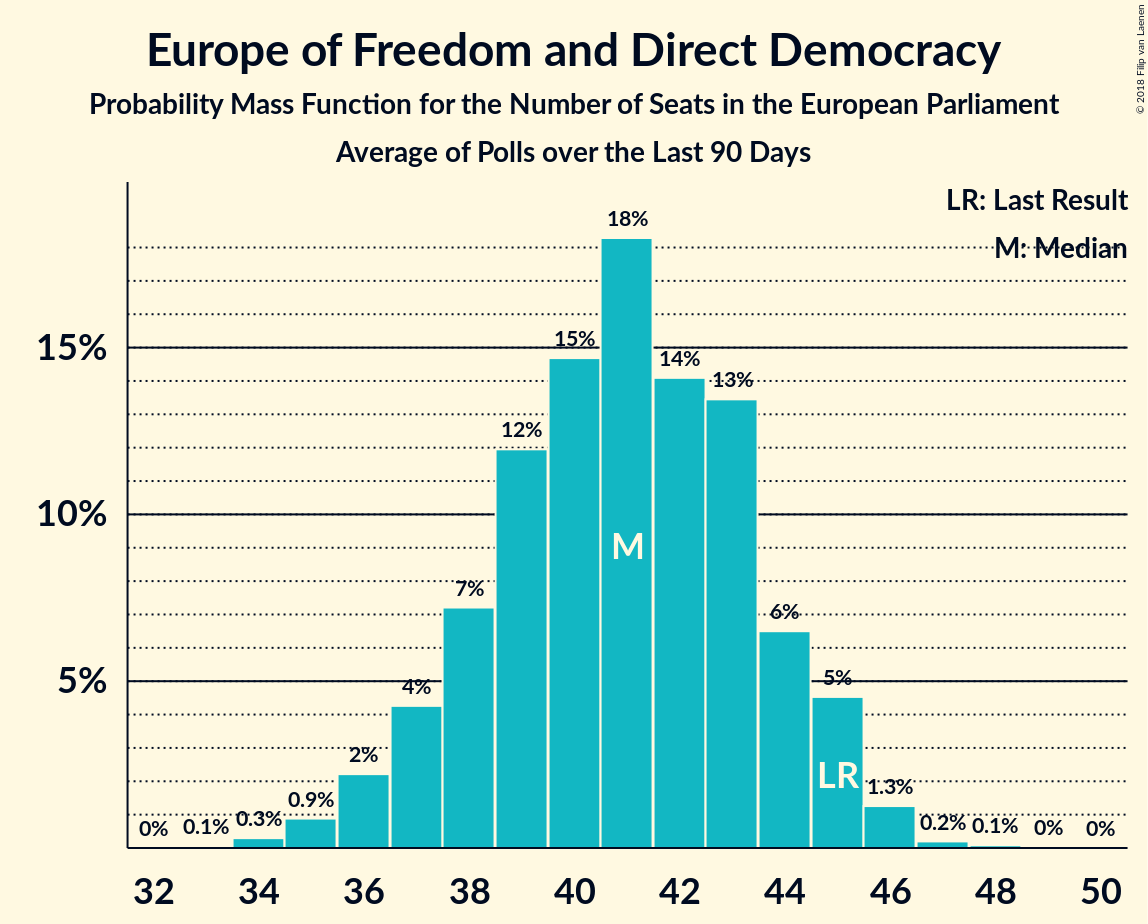 Europe of Freedom and Direct Democracy
Probability Mass Function for the Number of Seats in the European Parliament
Average of Polls over the Last 90 Days
© 2018 Filip van Laenen
LR: Last Result
M: Median
15%
10%
5%
0%
0.1%
0.3%
0.9%
2%
4%
7%
12%
15%
18%
14%
13%
6%
5%
1.3%
0.2%
0.1%
0%
0%
M
LR
32 34 36 38 40 42 44 46 48 50